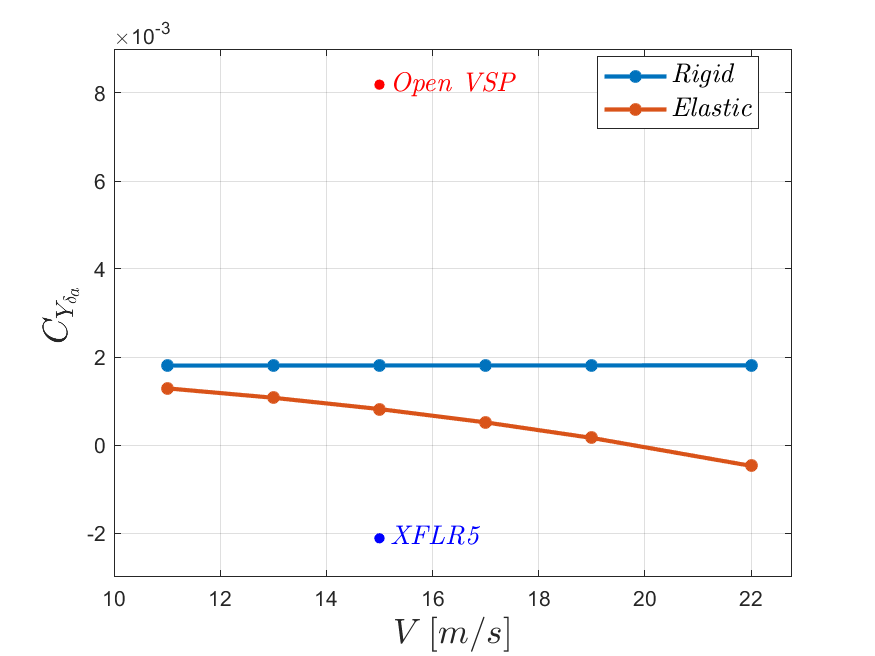 ×10⁻³
Rigid
Elastic
Open VSP
XFLR5
8
6
4
2
0
-2
C_{Y_{δa}}
10 12 14 16 18 20 22
V [m/s]